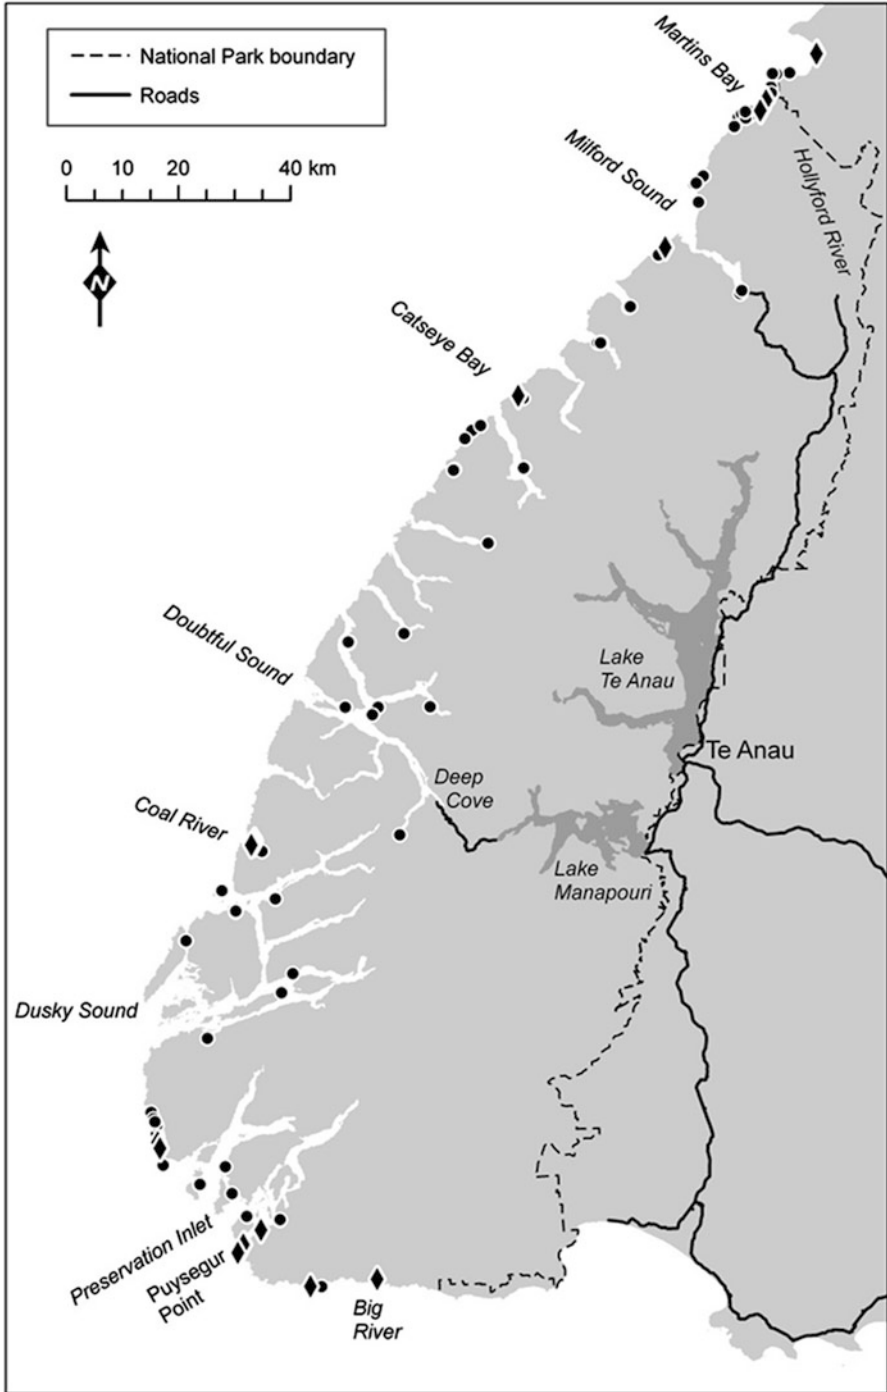 National Park boundary
Roads
0 10 20 40 km
N
Martins Bay
Milford Sound
Hollyford River
Catseye Bay
Doubtful Sound
Lake
Te Anau
Te Anau
Deep
Cove
Coal River
Lake
Manapouri
Dusky Sound
Preservation Inlet
Puysegur
Point
Big
River